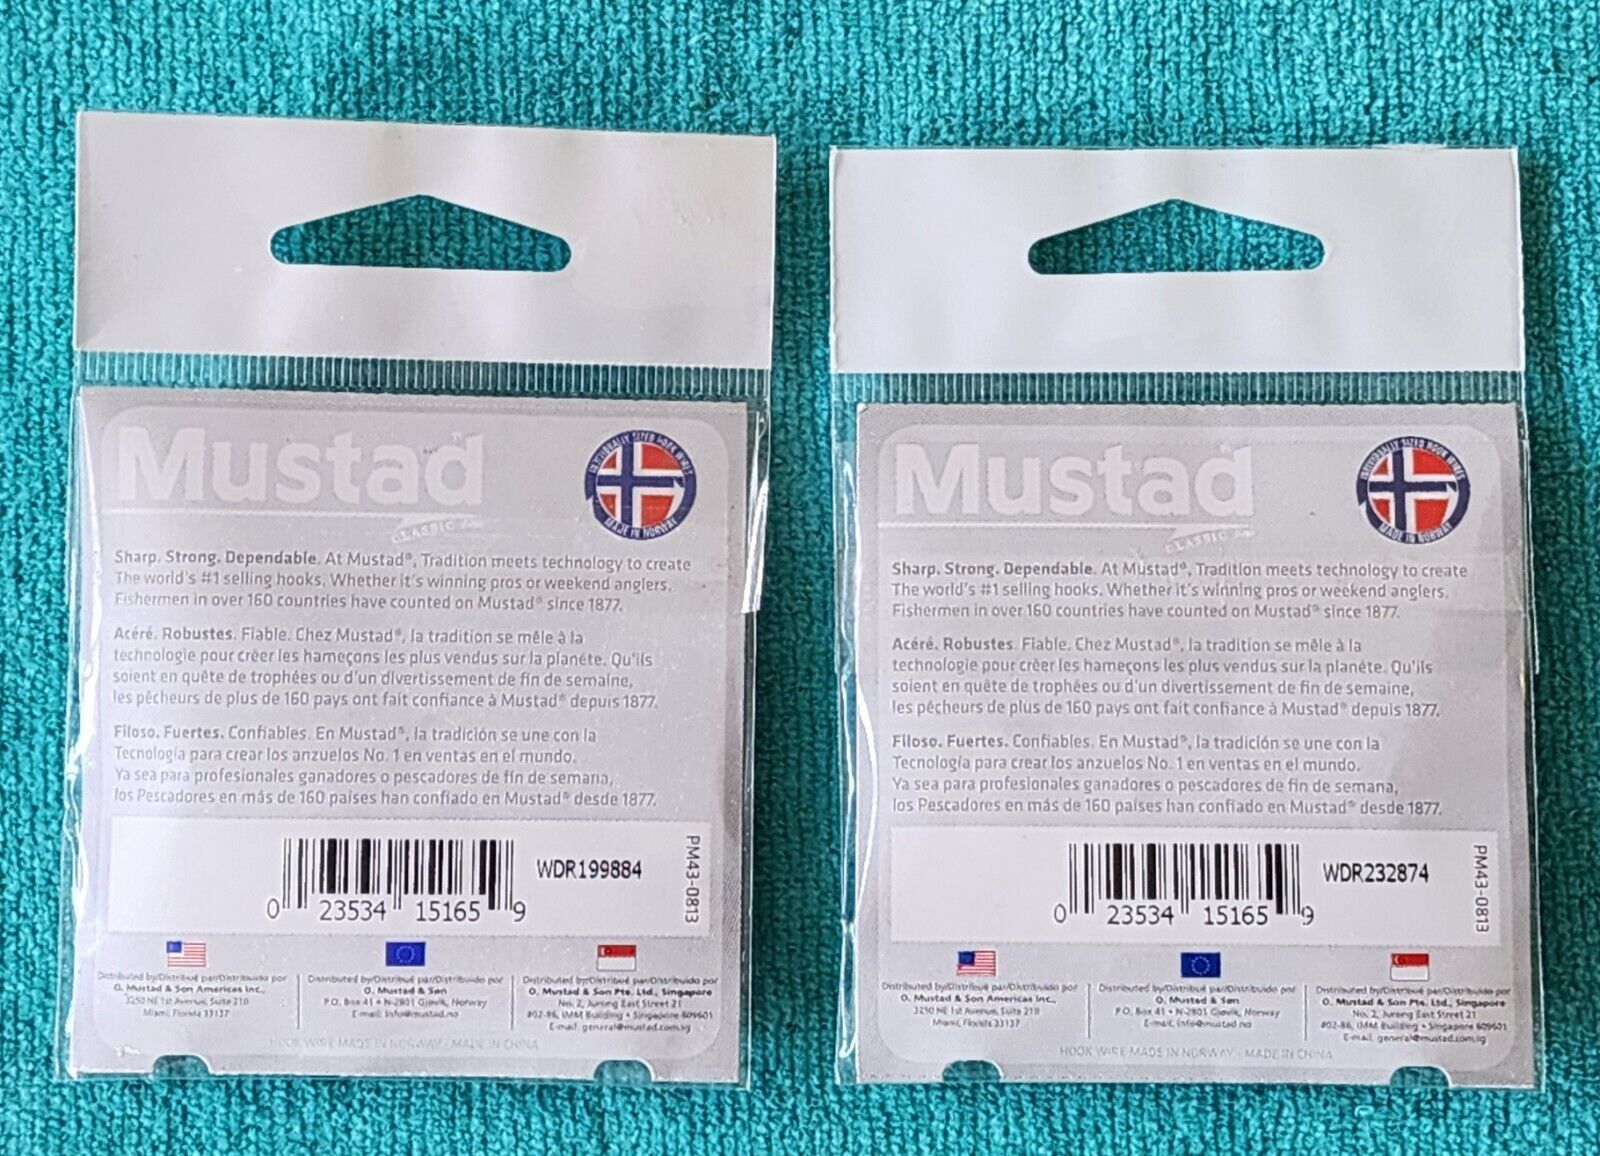 Mustad®
CLASSIC
MADE IN NORWAY
Sharp. Strong. Dependable. At Mustad®, Tradition meets technology to create
The world's #1 selling hooks. Whether it's winning pros or weekend anglers.
Fishermen in over 160 countries have counted on Mustad® since 1877.
Acéré. Robustes. Fiable. Chez Mustad®, la tradition se mêle à la
technologie pour créer les hameçons les plus vendus sur la planéte. Qu'ils
soient en quête de trophées ou d'un divertissement de fin de semaine,
les pêcheurs de plus de 160 pays ont fait confiance à Mustad® depuis 1877.
Filoso. Fuertes. Confiables. En Mustad®, la tradición se une con la
Tecnología para crear los anzuelos No. 1 en ventas en el mundo.
Ya sea para profesionales ganadores o pescadores de fin de semana,
los Pescadores en más de 160 países han confiado en Mustad® desde 1877.
WDR199884
0 23534 15165 9
PM43-0813
Distributed by/Distribué par/Distribuido por
O. Mustad & Son Americas Inc.,
3250 NE 1st Avenue, Suite 210
Miami, Florida 33137
Distributed by/Distribué par/Distribuido por
O. Mustad & Søn
P.O. Box 41 • N-2801 Gjøvik, Norway
E-mail: info@mustad.no
Distributed by/Distribué par/Distribuido por
O. Mustad & Son Pte. Ltd., Singapore
No. 2, Jurong East Street 21
#02-86, IMM Building • Singapore 609601
E-mail: general@mustad.com.sg
HOOK WIRE MADE IN NORWAY - MADE IN CHINA
Mustad®
CLASSIC
INDIVIDUALLY SIZED HOOK WIRES
MADE IN NORWAY
Sharp. Strong. Dependable. At Mustad®, Tradition meets technology to create
The world's #1 selling hooks. Whether it's winning pros or weekend anglers.
Fishermen in over 160 countries have counted on Mustad® since 1877.
Acéré. Robustes. Fiable. Chez Mustad®, la tradition se mêle à la
technologie pour créer les hameçons les plus vendus sur la planéte. Qu'ils
soient en quête de trophées ou d'un divertissement de fin de semaine,
les pêcheurs de plus de 160 pays ont fait confiance à Mustad® depuis 1877.
Filoso. Fuertes. Confiables. En Mustad®, la tradición se une con la
Tecnología para crear los anzuelos No. 1 en ventas en el mundo.
Ya sea para profesionales ganadores o pescadores de fin de semana,
los Pescadores en más de 160 países han confiado en Mustad® desde 1877.
WDR232874
0 23534 15165 9
PM43-0813
Distributed by/Distribué par/Distribuido por
O. Mustad & Son Americas Inc.,
3250 NE 1st Avenue, Suite 210
Miami, Florida 33137
Distributed by/Distribué par/Distribuido por
O. Mustad & Søn
P.O. Box 41 • N-2801 Gjøvik, Norway
E-mail: info@mustad.no
Distributed by/Distribué par/Distribuido por
O. Mustad & Son Pte. Ltd., Singapore
No. 2, Jurong East Street 21
#02-86, IMM Building • Singapore 609601
E-mail: general@mustad.com.sg
HOOK WIRE MADE IN NORWAY - MADE IN CHINA